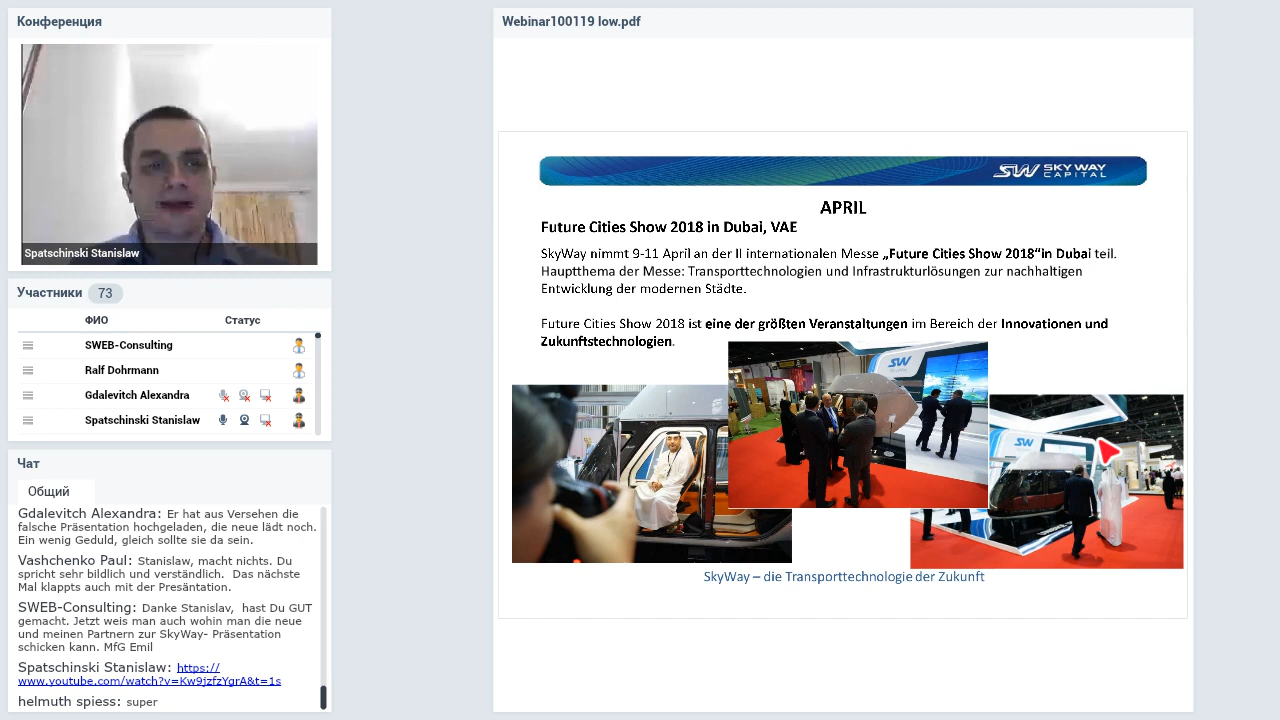 Конференция
Spatschinski Stanislaw
Участники 73
ФИО Статус
SWEB-Consulting
Ralf Dohrmann
Gdalevitch Alexandra
Spatschinski Stanislaw
Чат
Общий
Gdalevitch Alexandra: Er hat aus Versehen die
falsche Präsentation hochgeladen, die neue lädt noch.
Ein wenig Geduld, gleich sollte sie da sein.
Vashchenko Paul: Stanislaw, macht nichts. Du
spricht sehr bildlich und verständlich. Das nächste
Mal klappts auch mit der Presäntation.
SWEB-Consulting: Danke Stanislav, hast Du GUT
gemacht. Jetzt weis man auch wohin man die neue
und meinen Partnern zur SkyWay- Präsentation
schicken kann. MfG Emil
Spatschinski Stanislaw: https://
www.youtube.com/watch?v=Kw9jzfzYgrA&t=1s
helmuth spiess: super
Webinar100119 low.pdf
SW SKY WAY
CAPITAL
APRIL
Future Cities Show 2018 in Dubai, VAE
SkyWay nimmt 9-11 April an der II internationalen Messe „Future Cities Show 2018“in Dubai teil.
Hauptthema der Messe: Transporttechnologien und Infrastrukturlösungen zur nachhaltigen
Entwicklung der modernen Städte.
Future Cities Show 2018 ist eine der größten Veranstaltungen im Bereich der Innovationen und
Zukunftstechnologien.
SW
SW
SkyWay – die Transporttechnologie der Zukunft